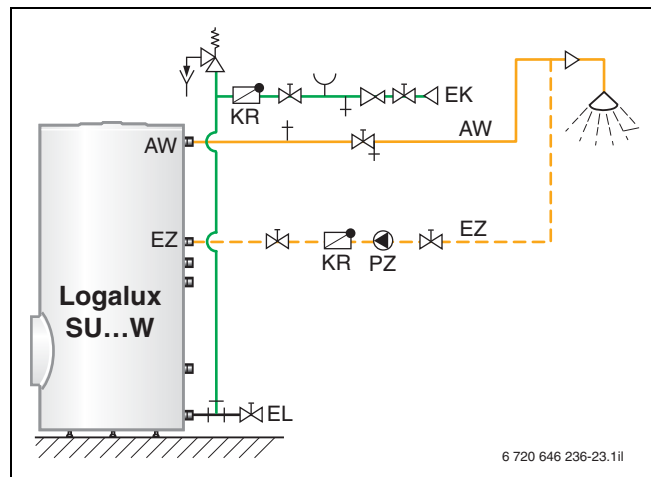 EK
KR
AW
AW
EZ
EZ
KR
PZ
Logalux
SU...W
EL
6 720 646 236-23.1il